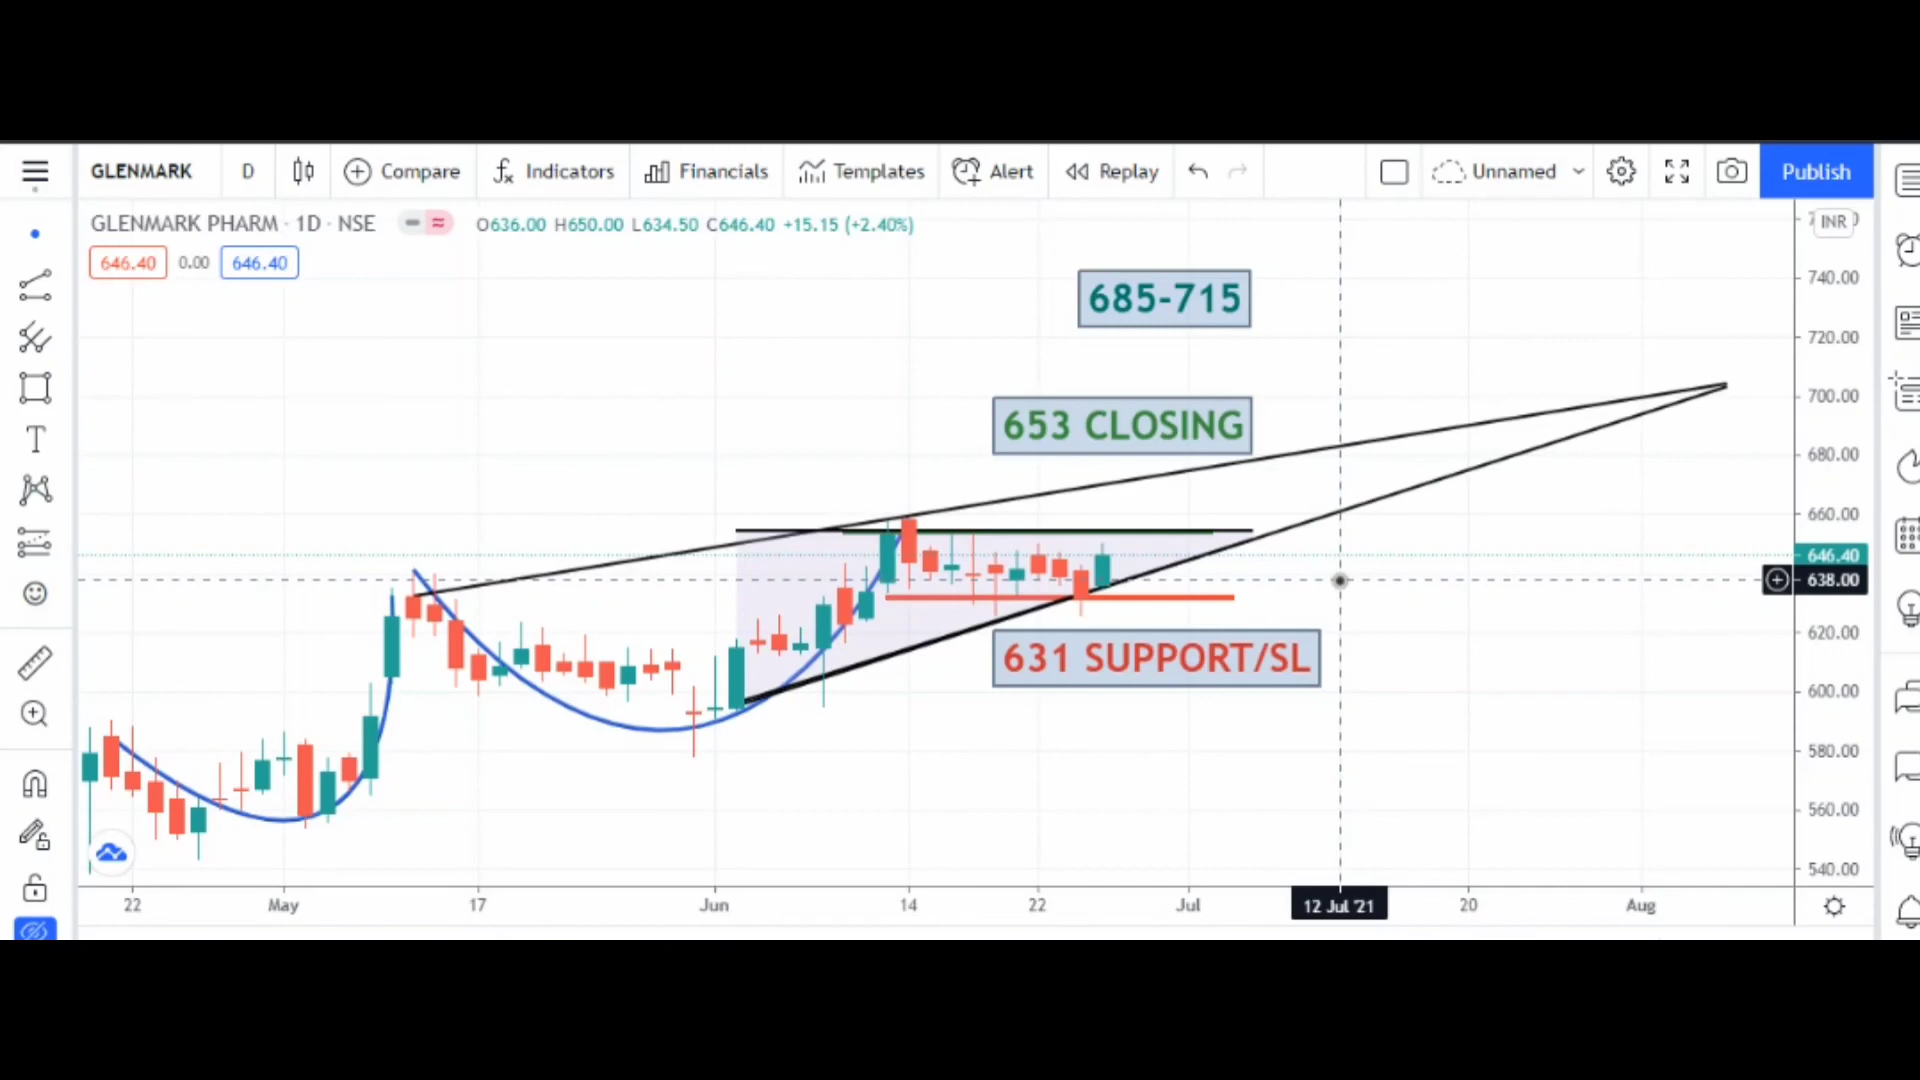 GLENMARK D Compare Indicators Financials Templates Alert Replay Unnamed Publish
GLENMARK PHARM · 1D · NSE O636.00 H650.00 L634.50 C646.40 +15.15 (+2.40%)
INR
646.40 0.00 646.40
685-715
740.00
720.00
700.00
653 CLOSING
680.00
660.00
646.40
638.00
631 SUPPORT/SL
620.00
600.00
580.00
560.00
540.00
22 May 17 Jun 14 22 Jul 12 Jul '21 20 Aug